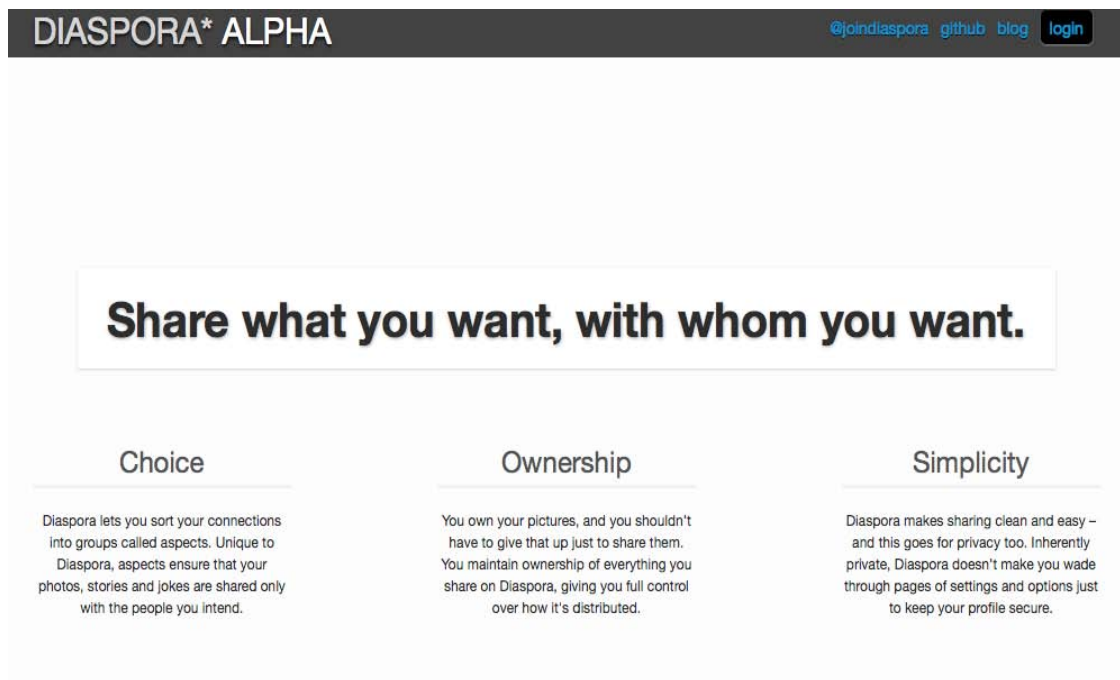 DIASPORA* ALPHA
@joindiaspora github blog login
Share what you want, with whom you want.
Choice
Diaspora lets you sort your connections
into groups called aspects. Unique to
Diaspora, aspects ensure that your
photos, stories and jokes are shared only
with the people you intend.
Ownership
You own your pictures, and you shouldn't
have to give that up just to share them.
You maintain ownership of everything you
share on Diaspora, giving you full control
over how it's distributed.
Simplicity
Diaspora makes sharing clean and easy –
and this goes for privacy too. Inherently
private, Diaspora doesn't make you wade
through pages of settings and options just
to keep your profile secure.